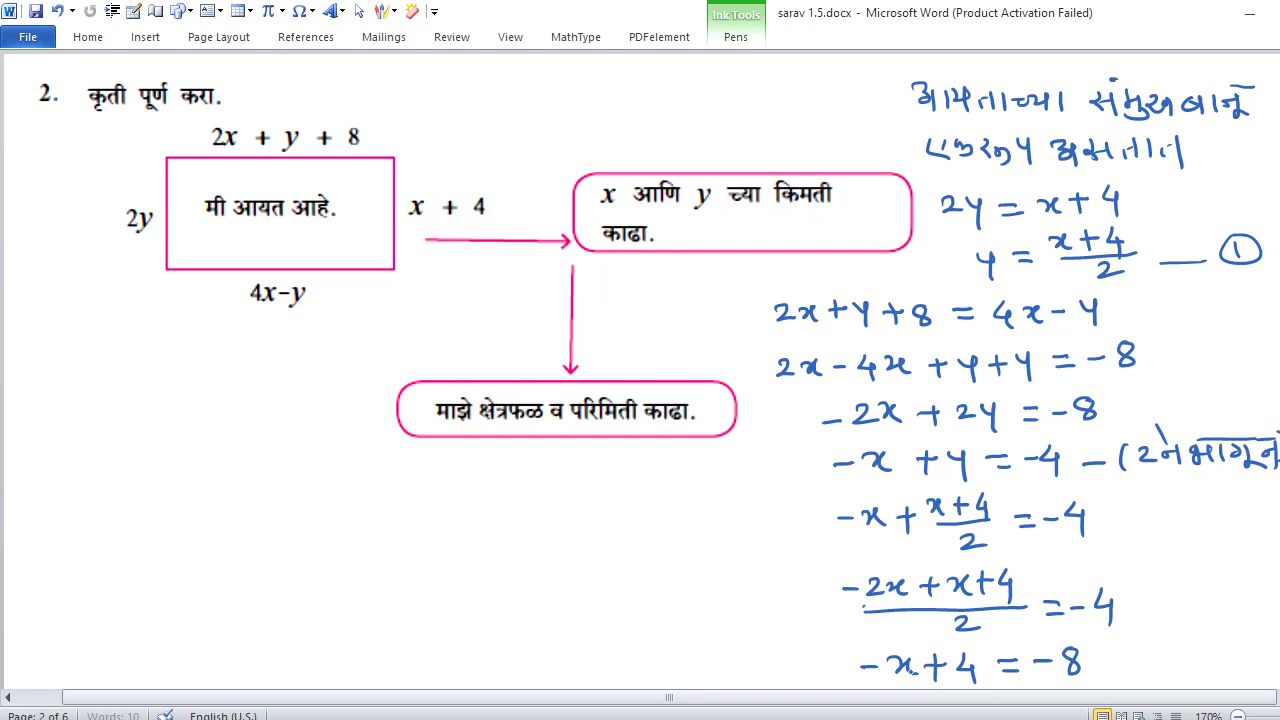 sarav 1.5.docx - Microsoft Word (Product Activation Failed)
Ink Tools
File Home Insert Page Layout References Mailings Review View MathType PDFelement Pens
2. कृती पूर्ण करा.
2x + y + 8
2y
मी आयत आहे.
x + 4
4x-y
x आणि y च्या किमती
काढा.
माझे क्षेत्रफळ व परिमिती काढा.
आयताच्या संमुख बाजू
एकरूप असतात
2y = x + 4
y = x+4/2 — ①
2x + y + 8 = 4x - y
2x - 4x + y + y = -8
-2x + 2y = -8
-x + y = -4 - (2 ने भागून
-x + x+4/2 = -4
-2x + x + 4/2 = -4
-x + 4 = -8
Page: 2 of 6 Words: 10 English (U.S.) 170%